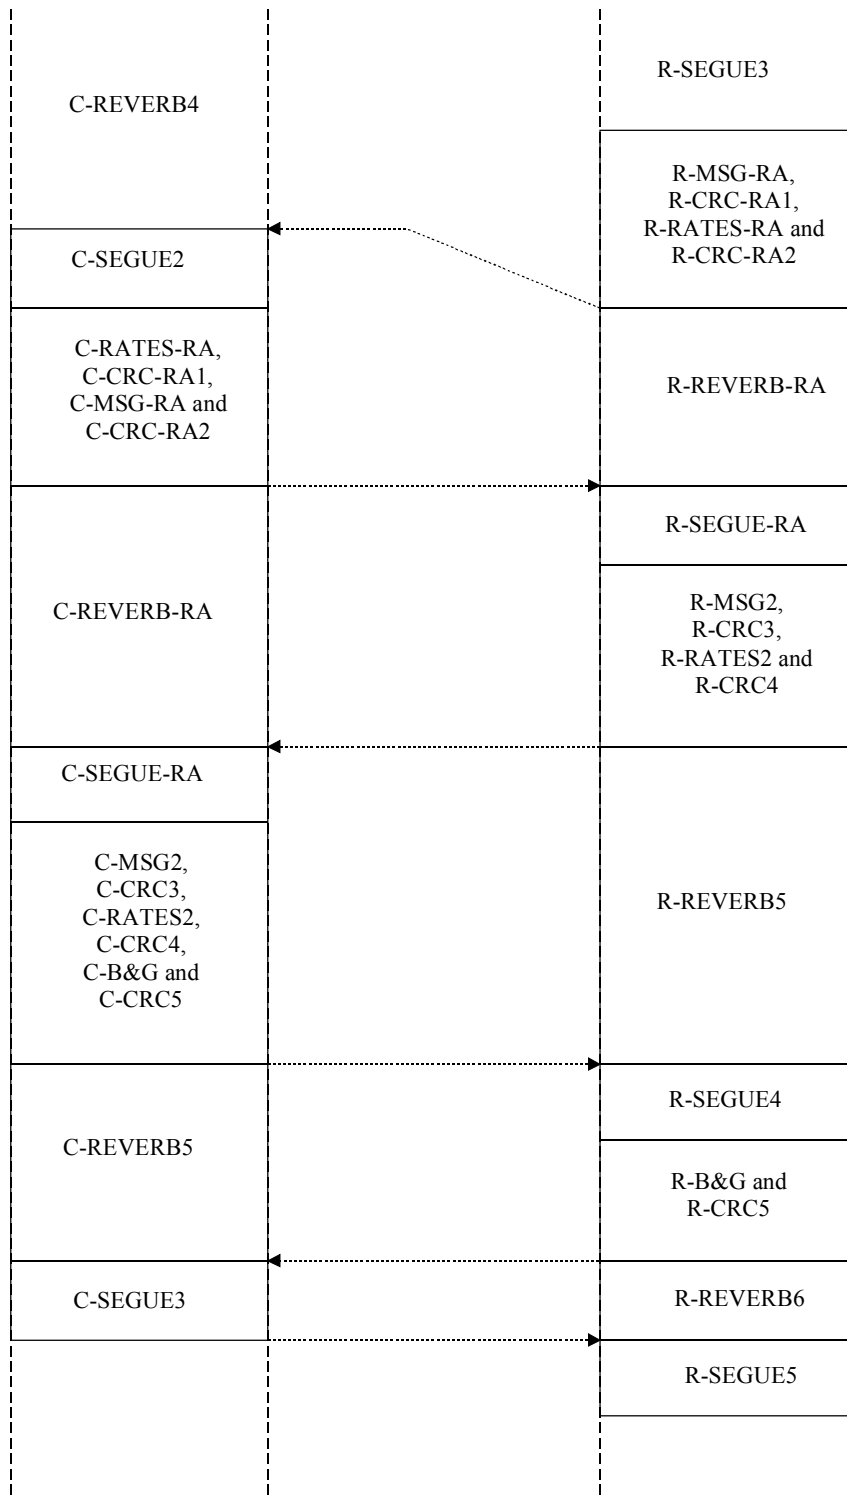 C-REVERB4
C-SEGUE2
C-RATES-RA,
C-CRC-RA1,
C-MSG-RA and
C-CRC-RA2
C-REVERB-RA
C-SEGUE-RA
C-MSG2,
C-CRC3,
C-RATES2,
C-CRC4,
C-B&G and
C-CRC5
C-REVERB5
C-SEGUE3
R-SEGUE3
R-MSG-RA,
R-CRC-RA1,
R-RATES-RA and
R-CRC-RA2
R-REVERB-RA
R-SEGUE-RA
R-MSG2,
R-CRC3,
R-RATES2 and
R-CRC4
R-REVERB5
R-SEGUE4
R-B&G and
R-CRC5
R-REVERB6
R-SEGUE5